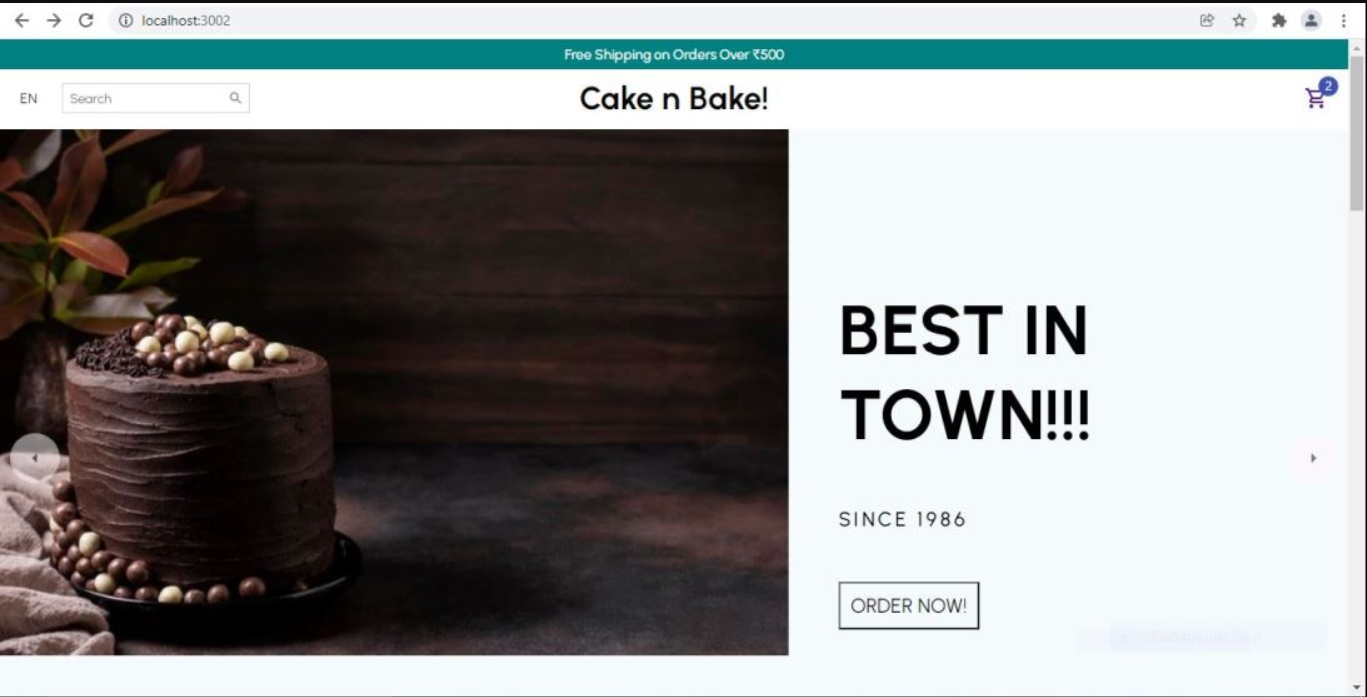 localhost:3002
Free Shipping on Orders Over ₹500
EN
Search
Cake n Bake!
2
BEST IN
TOWN!!!
SINCE 1986
ORDER NOW!